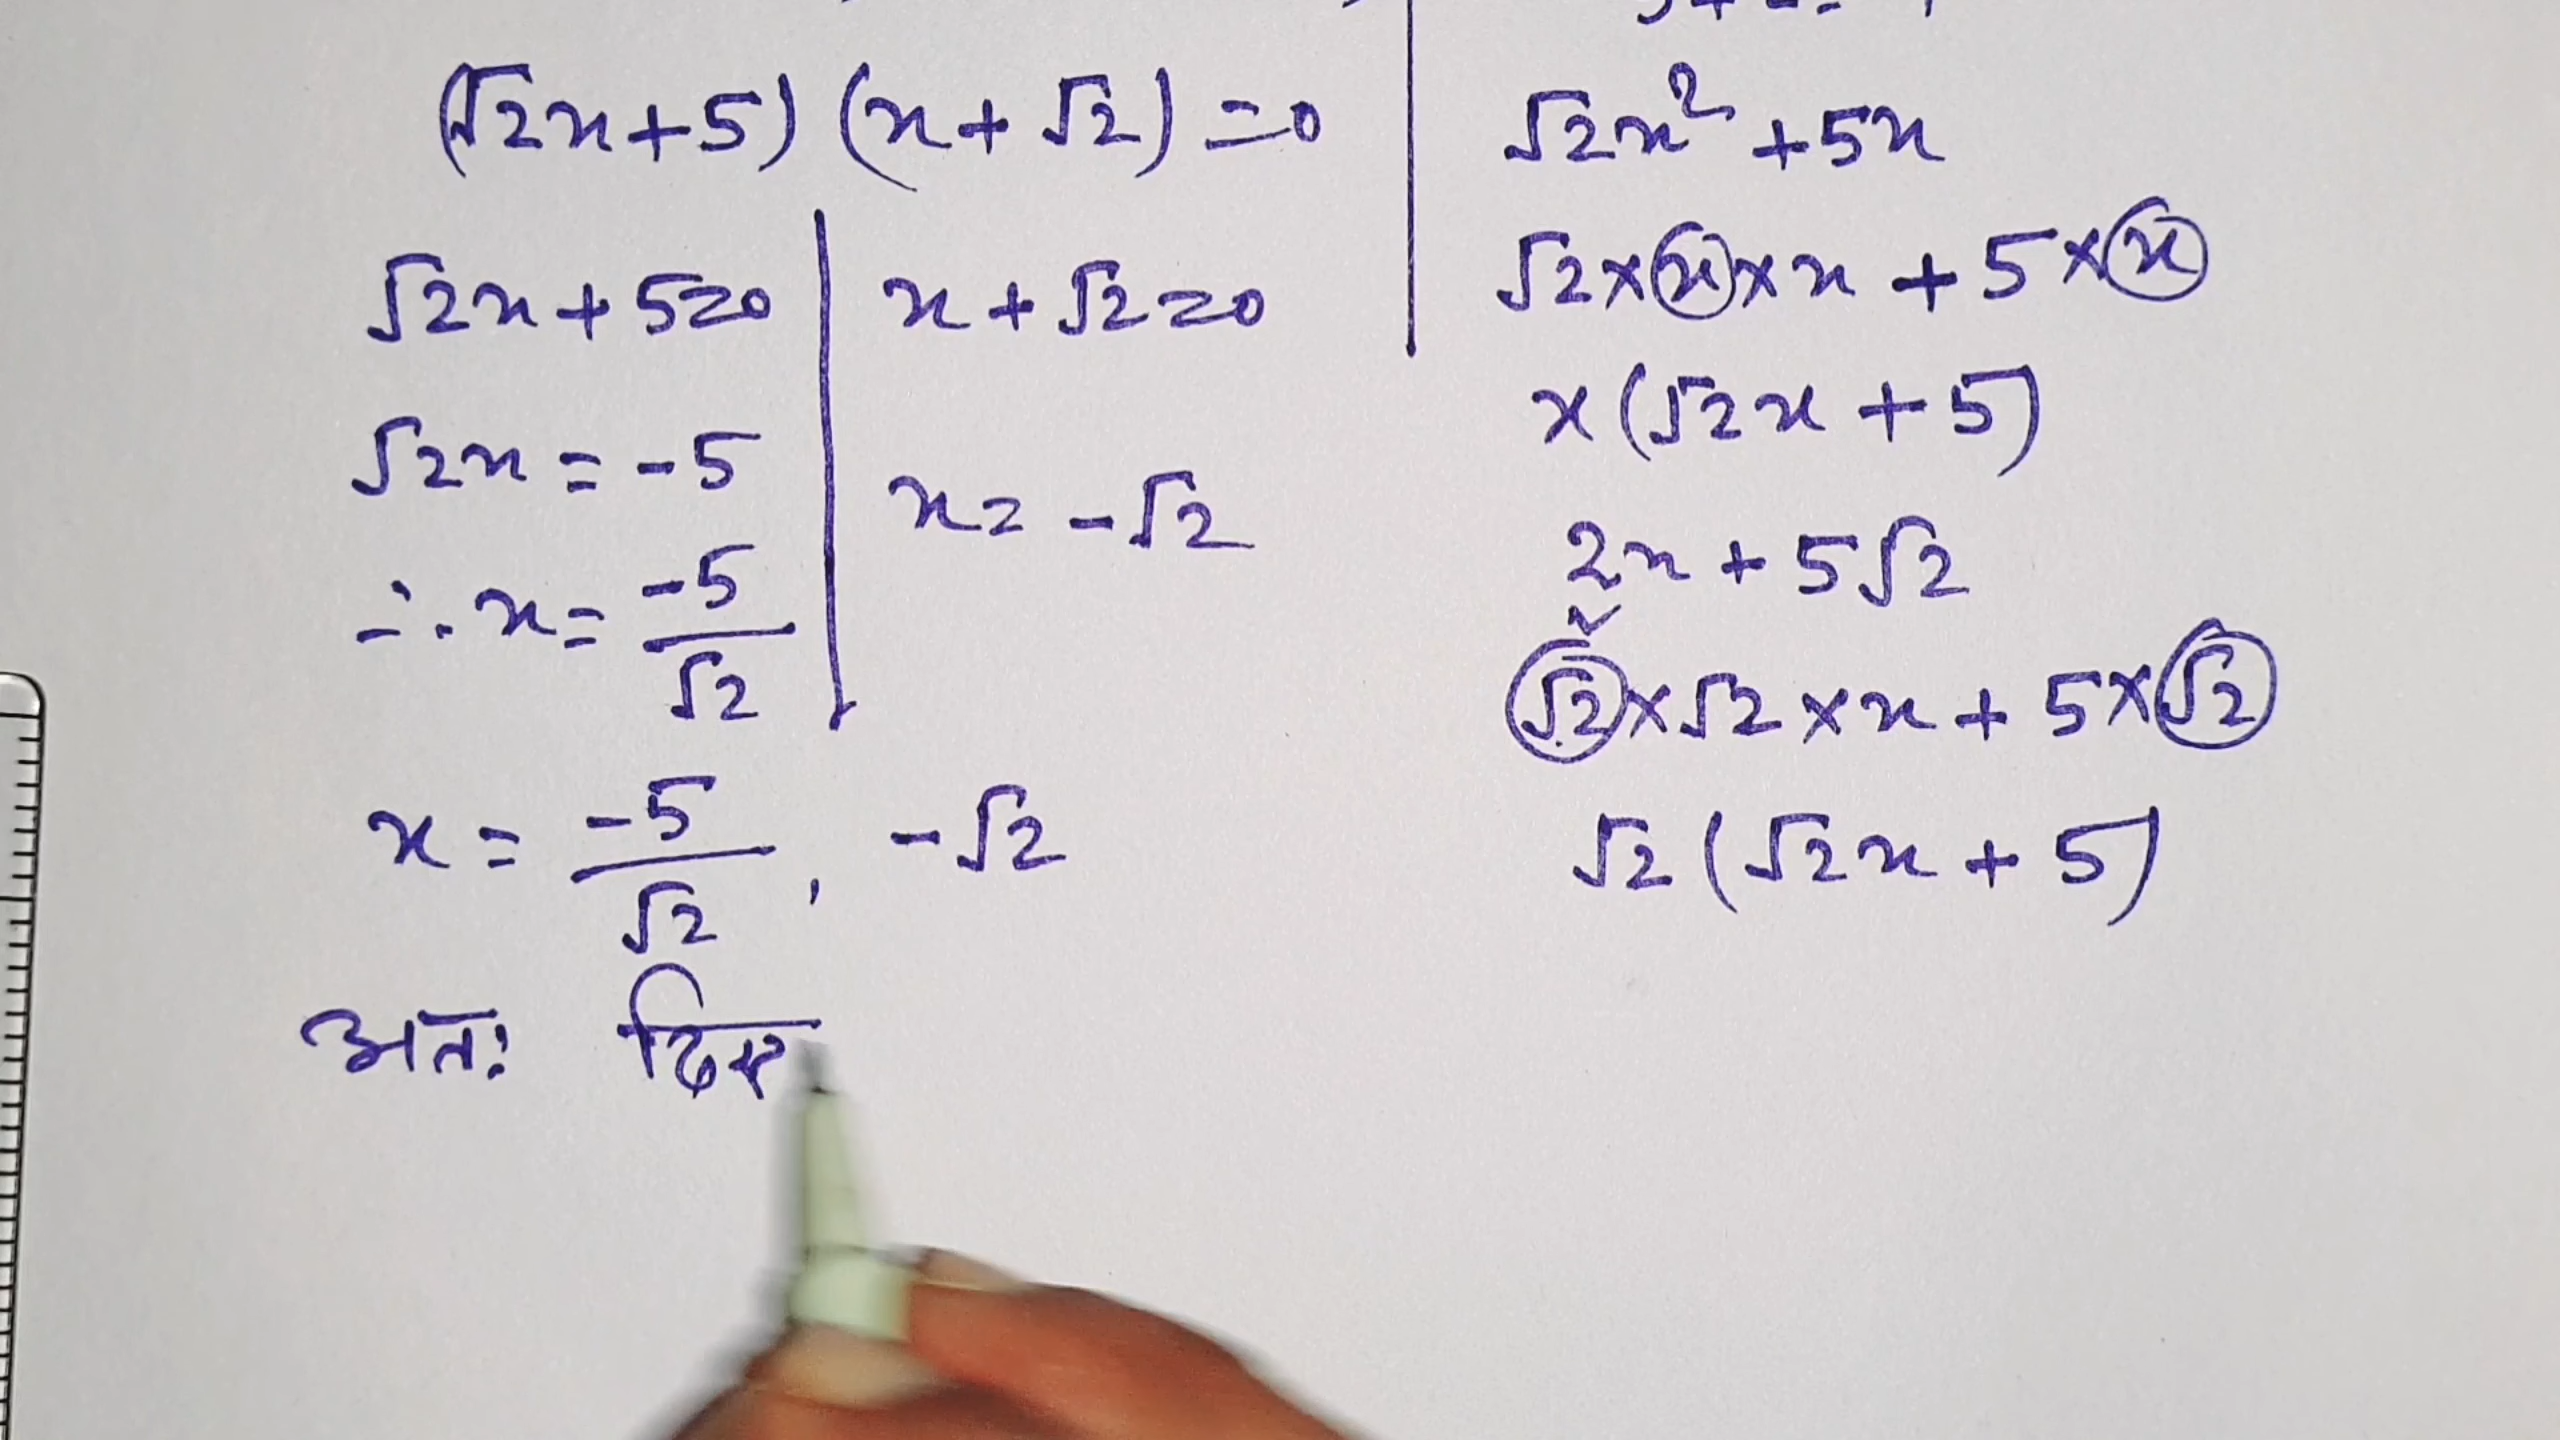 (√2x+5) (x+√2) =0
√2x+5=0
√2x = -5
∴ x = -5/√2
x+√2=0
x = -√2
x = -5/√2 , -√2
अतः
√2x² +5x
√2×x×x + 5×x
x(√2x+5)
2x+5√2
√2×√2×x+5×√2
√2(√2x+5)